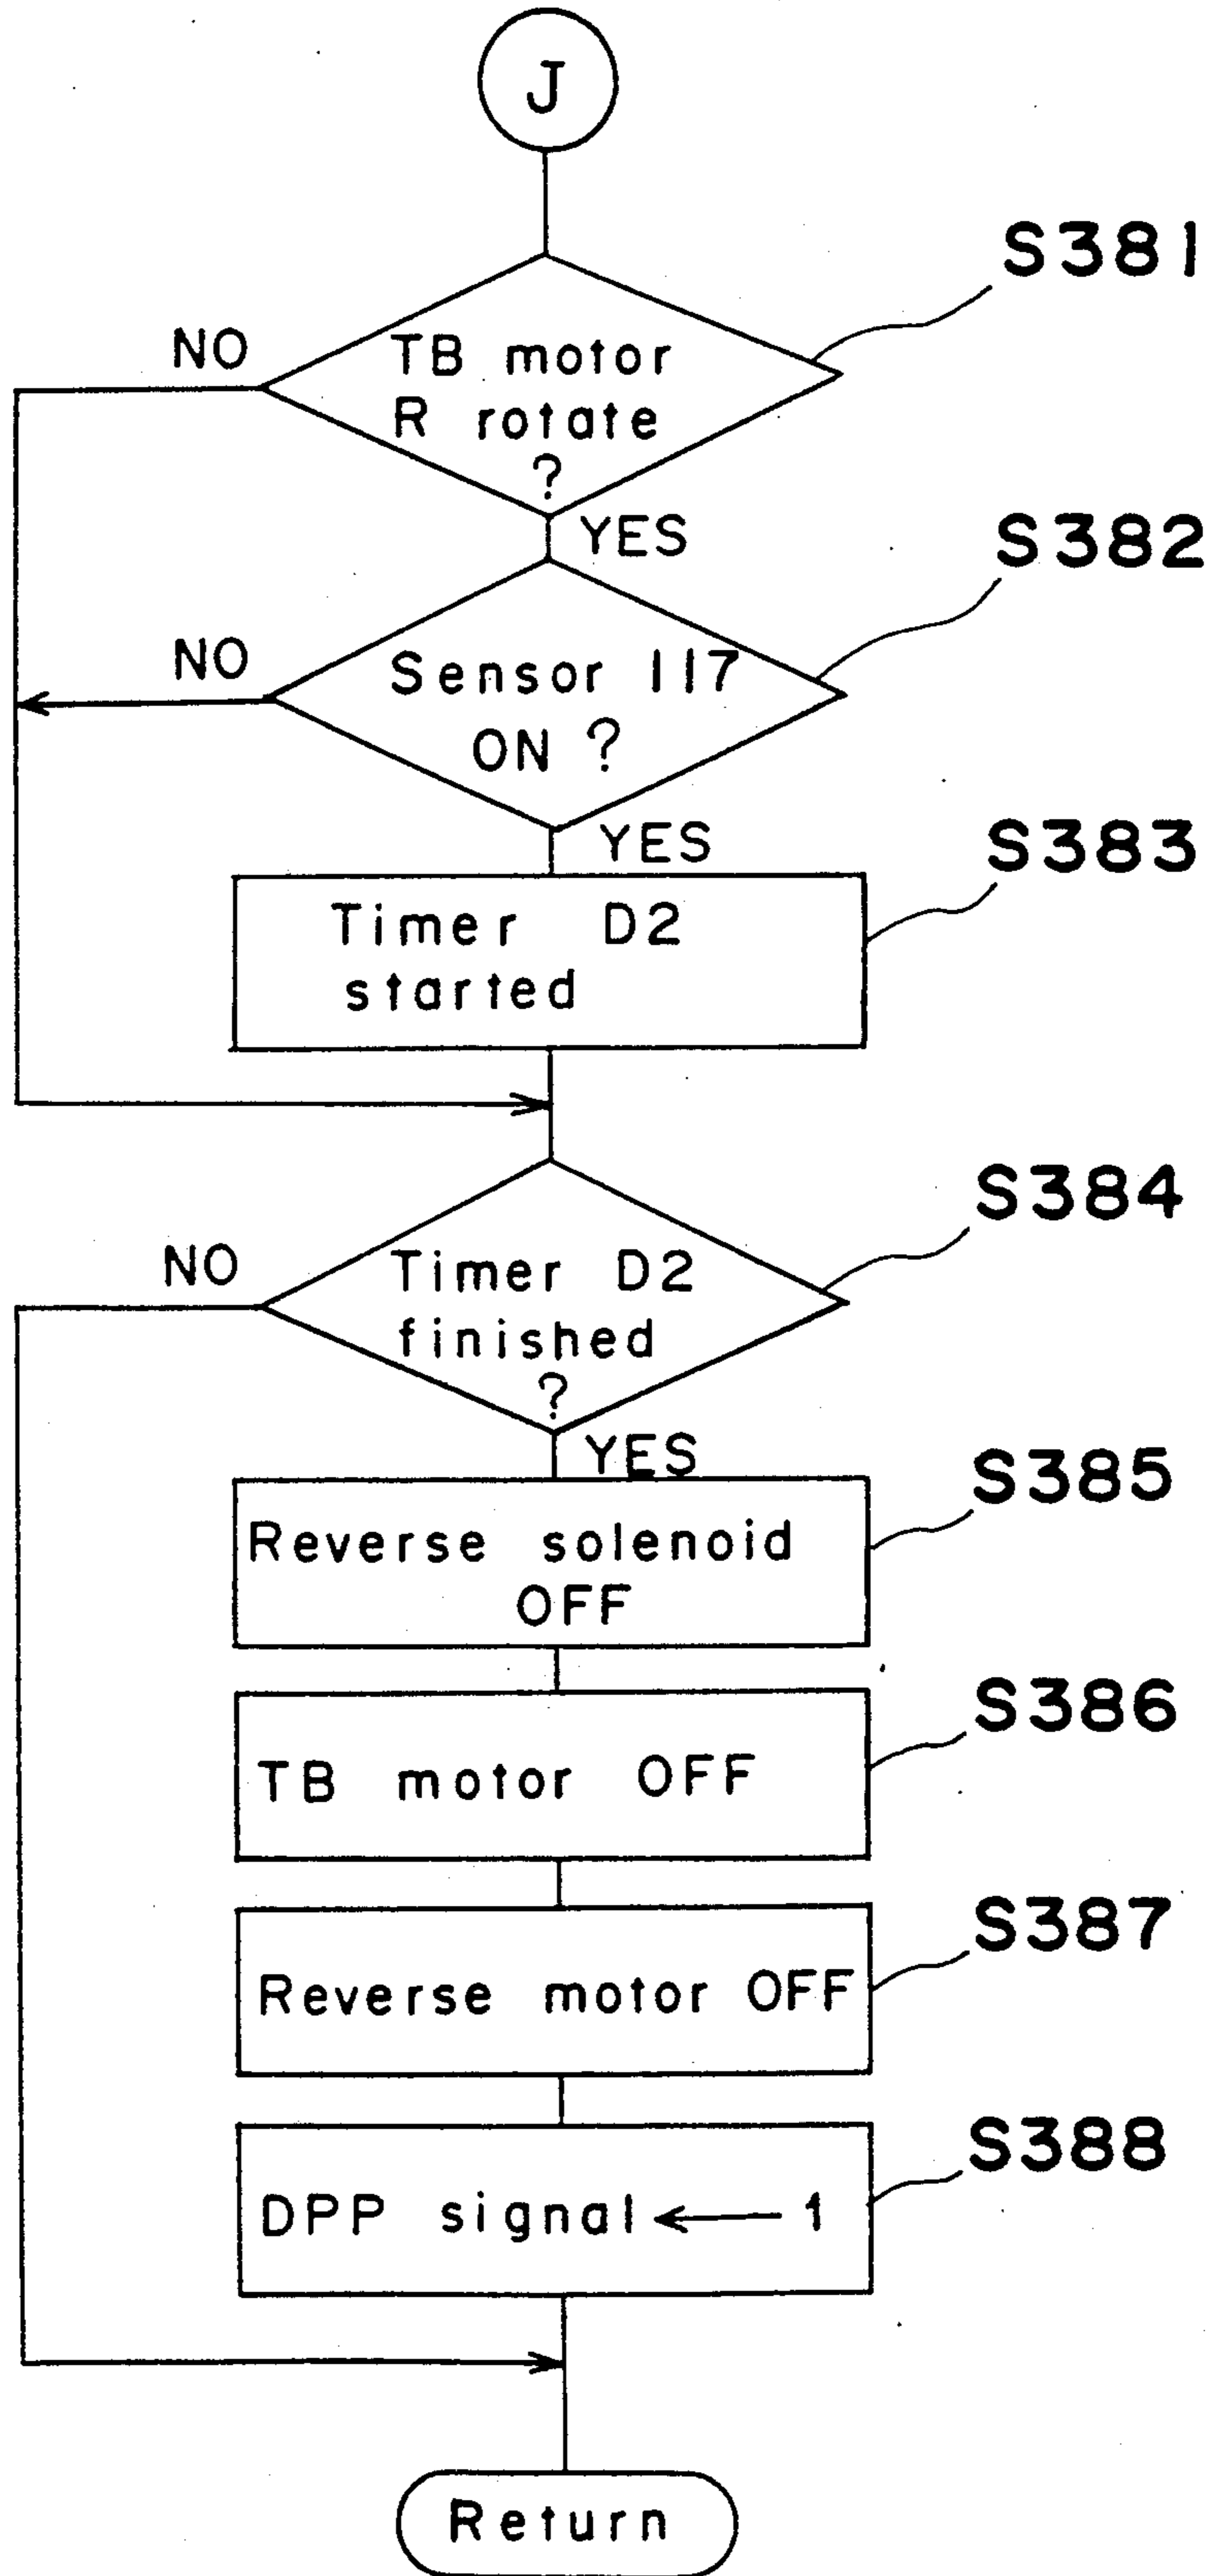 J
S381
NO
TB motor
R rotate
?
YES
S382
NO
Sensor 117
ON ?
YES
S383
Timer D2
started
S384
NO
Timer D2
finished
?
YES
S385
Reverse solenoid
OFF
S386
TB motor OFF
S387
Reverse motor OFF
S388
DPP signal ← 1
Return